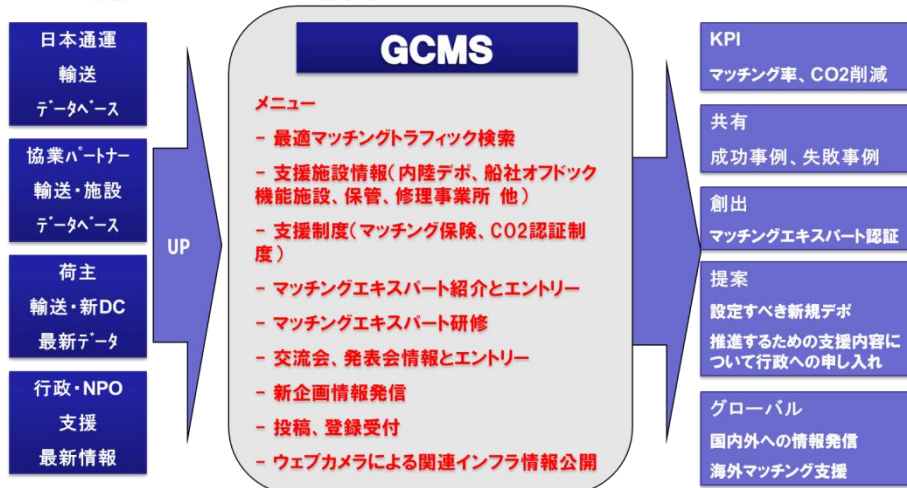 日本通運
輸送
ﾃﾞｰﾀﾍﾞｰｽ
協業ﾊﾟｰﾄﾅｰ
輸送・施設
ﾃﾞｰﾀﾍﾞｰｽ
荷主
輸送・新DC
最新ﾃﾞｰﾀ
行政・NPO
支援
最新情報
UP
GCMS
メニュー
- 最適マッチングトラフィック検索
- 支援施設情報(内陸デポ、船社オフドック
機能施設、保管、修理事業所 他)
- 支援制度(マッチング保険、CO2認証制
度)
- マッチングエキスパート紹介とエントリー
- マッチングエキスパート研修
- 交流会、発表会情報とエントリー
- 新企画情報発信
- 投稿、登録受付
- ウェブカメラによる関連インフラ情報公開
KPI
マッチング率、CO2削減
共有
成功事例、失敗事例
創出
マッチングエキスパート認証
提案
設定すべき新規デポ
推進するための支援内容に
ついて行政への申し入れ
グローバル
国内外への情報発信
海外マッチング支援